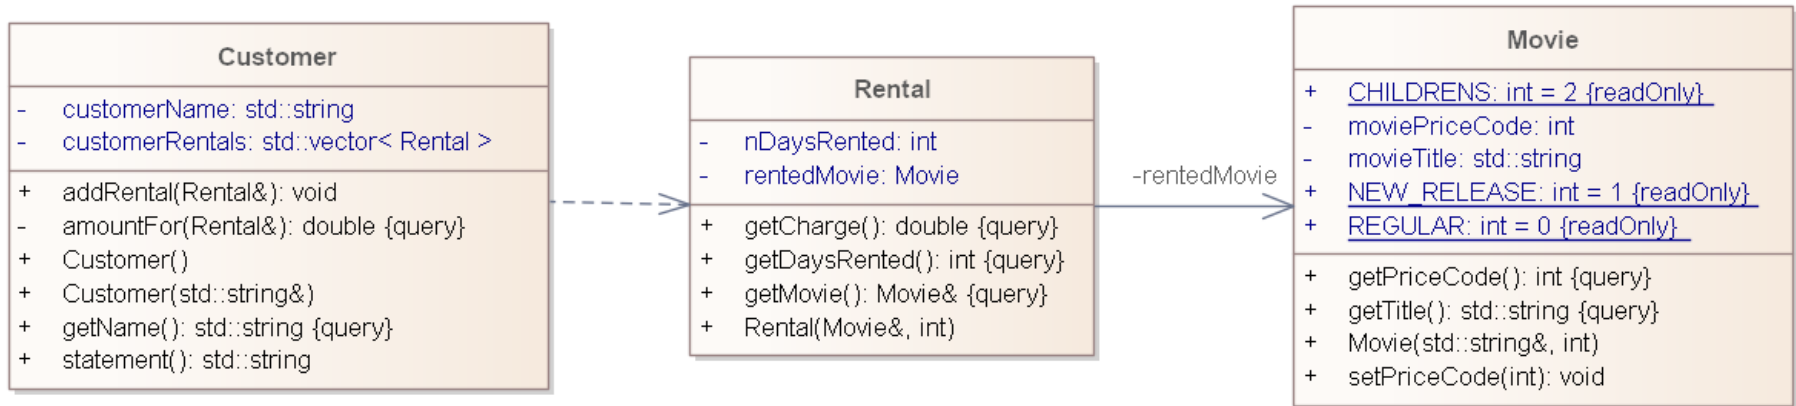 Customer
- customerName: std::string
- customerRentals: std::vector< Rental >
+ addRental(Rental&): void
- amountFor(Rental&): double {query}
+ Customer()
+ Customer(std::string&)
+ getName(): std::string {query}
+ statement(): std::string
Rental
- nDaysRented: int
- rentedMovie: Movie
+ getCharge(): double {query}
+ getDaysRented(): int {query}
+ getMovie(): Movie& {query}
+ Rental(Movie&, int)
-rentedMovie
Movie
+ CHILDRENS: int = 2 {readOnly}
- moviePriceCode: int
- movieTitle: std::string
+ NEW_RELEASE: int = 1 {readOnly}
+ REGULAR: int = 0 {readOnly}
+ getPriceCode(): int {query}
+ getTitle(): std::string {query}
+ Movie(std::string&, int)
+ setPriceCode(int): void